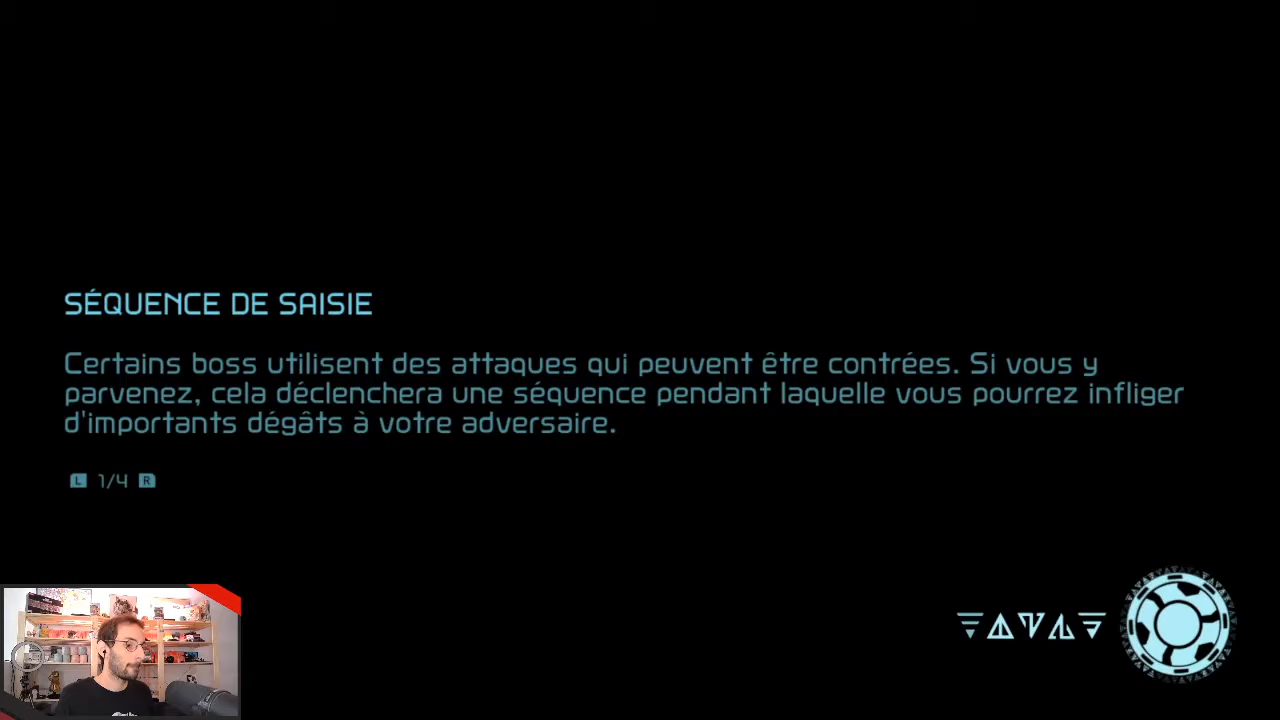 SÉQUENCE DE SAISIE
Certains boss utilisent des attaques qui peuvent être contrées. Si vous y
parvenez, cela déclenchera une séquence pendant laquelle vous pourrez infliger
d'importants dégâts à votre adversaire.
L 1/4 R